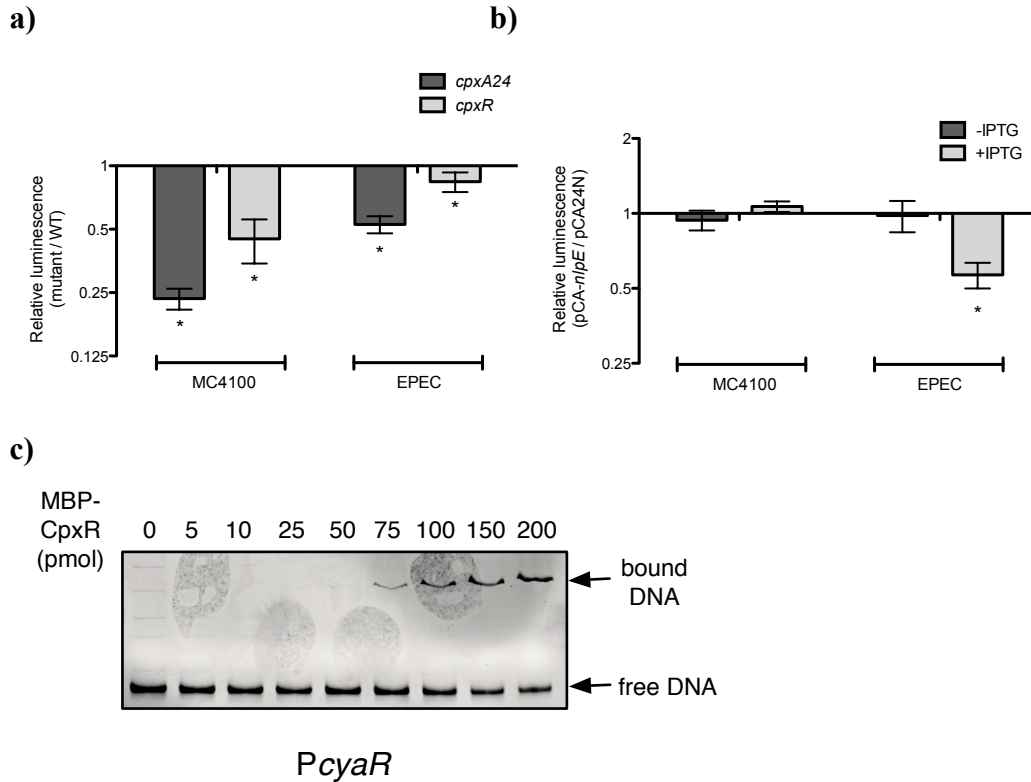 a)
cpxA24
cpxR
Relative luminescence
(mutant / WT)
1
0.5
0.25
0.125
*
*
*
*
MC4100
EPEC
b)
-IPTG
+IPTG
Relative luminescence
(pCA-nlpE / pCA24N)
2
1
0.5
0.25
*
MC4100
EPEC
c)
MBP-
CpxR
(pmol)
0 5 10 25 50 75 100 150 200
bound
DNA
free DNA
PcyaR